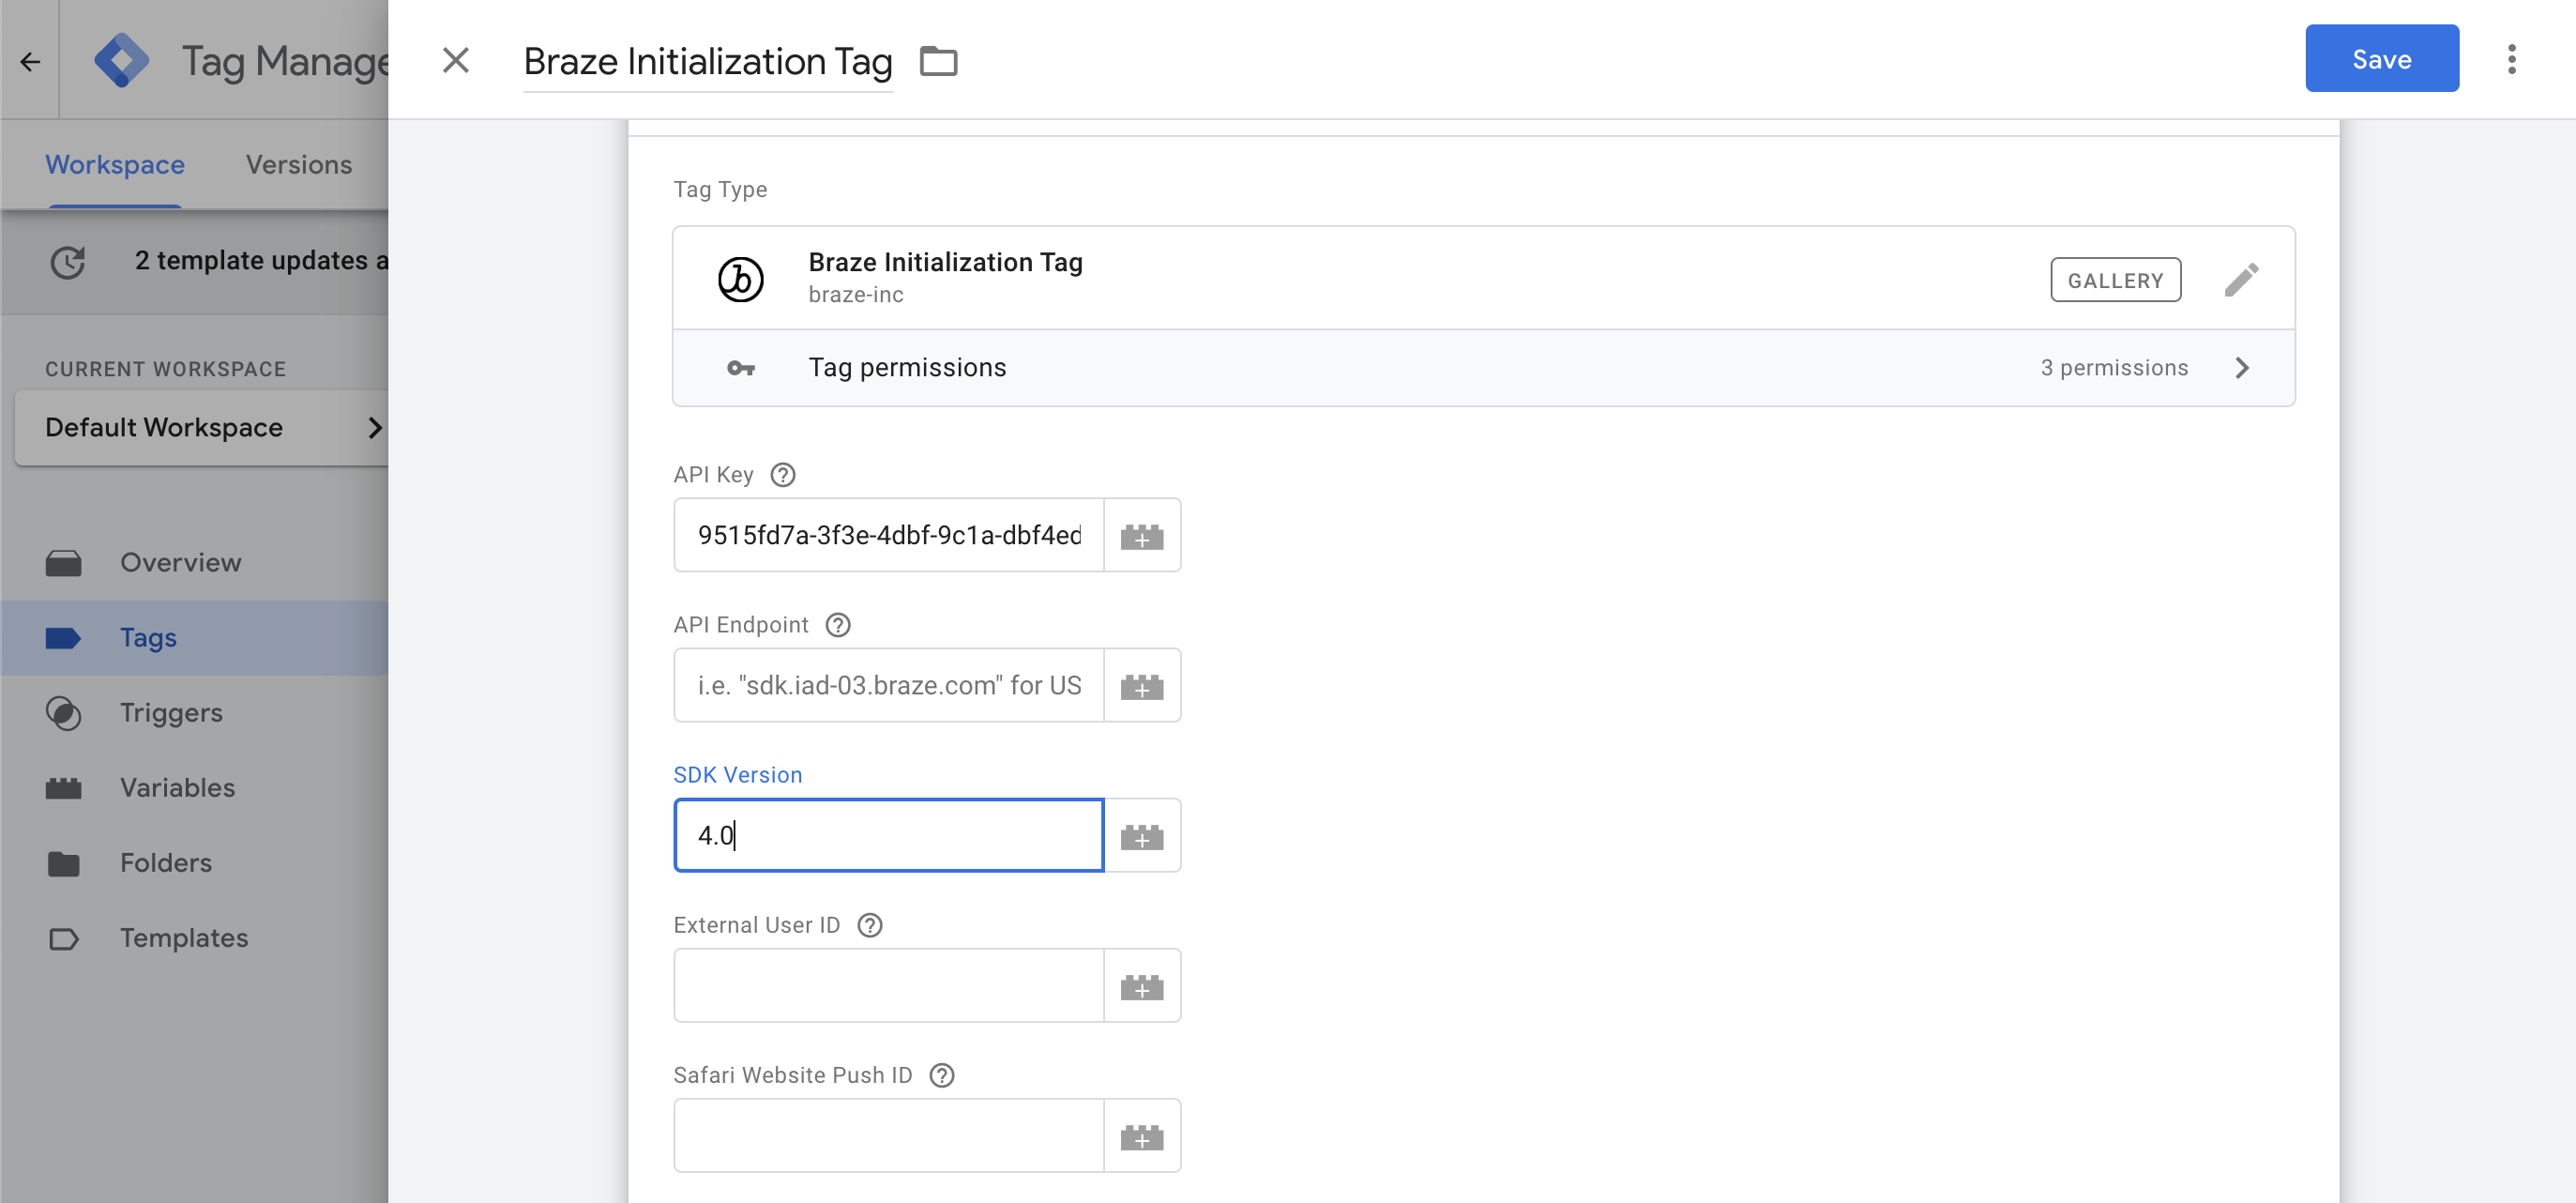 Tag Manage
Braze Initialization Tag
Save
Workspace
Versions
2 template updates a
CURRENT WORKSPACE
Default Workspace
Overview
Tags
Triggers
Variables
Folders
Templates
Tag Type
Braze Initialization Tag
braze-inc
GALLERY
Tag permissions
3 permissions
API Key
9515fd7a-3f3e-4dbf-9c1a-dbf4ed
API Endpoint
i.e. "sdk.iad-03.braze.com" for US
SDK Version
4.0
External User ID
Safari Website Push ID